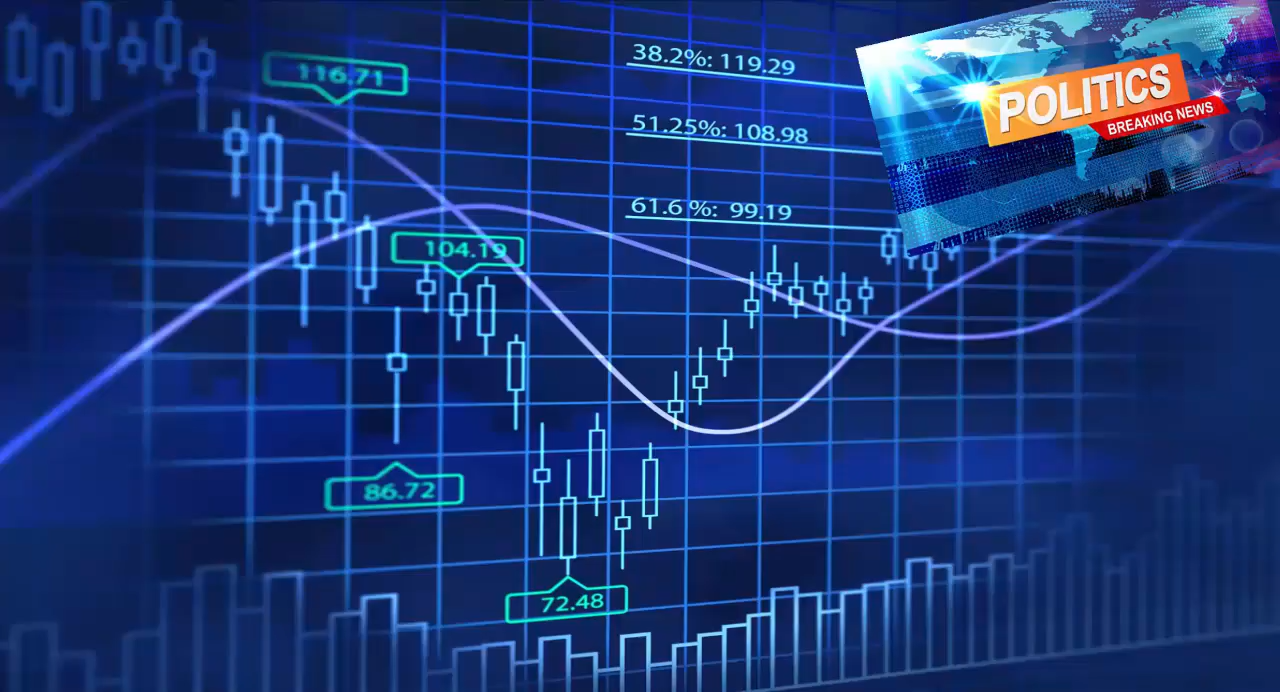 116.71
38.2%: 119.29
51.25%: 108.98
61.6 %: 99.19
POLITICS
BREAKING NEWS
104.19
86.72
72.48